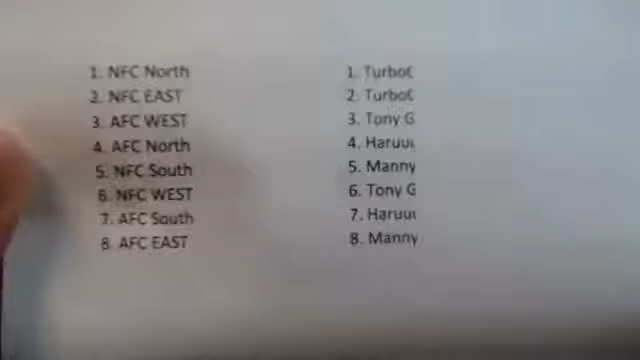 1. NFC North
2. NFC EAST
3. AFC WEST
4. AFC North
5. NFC South
6. NFC WEST
7. AFC South
8. AFC EAST
1. Turbo
2. Turbo
3. Tony G
4. Haruu
5. Manny
6. Tony G
7. Haruu
8. Manny